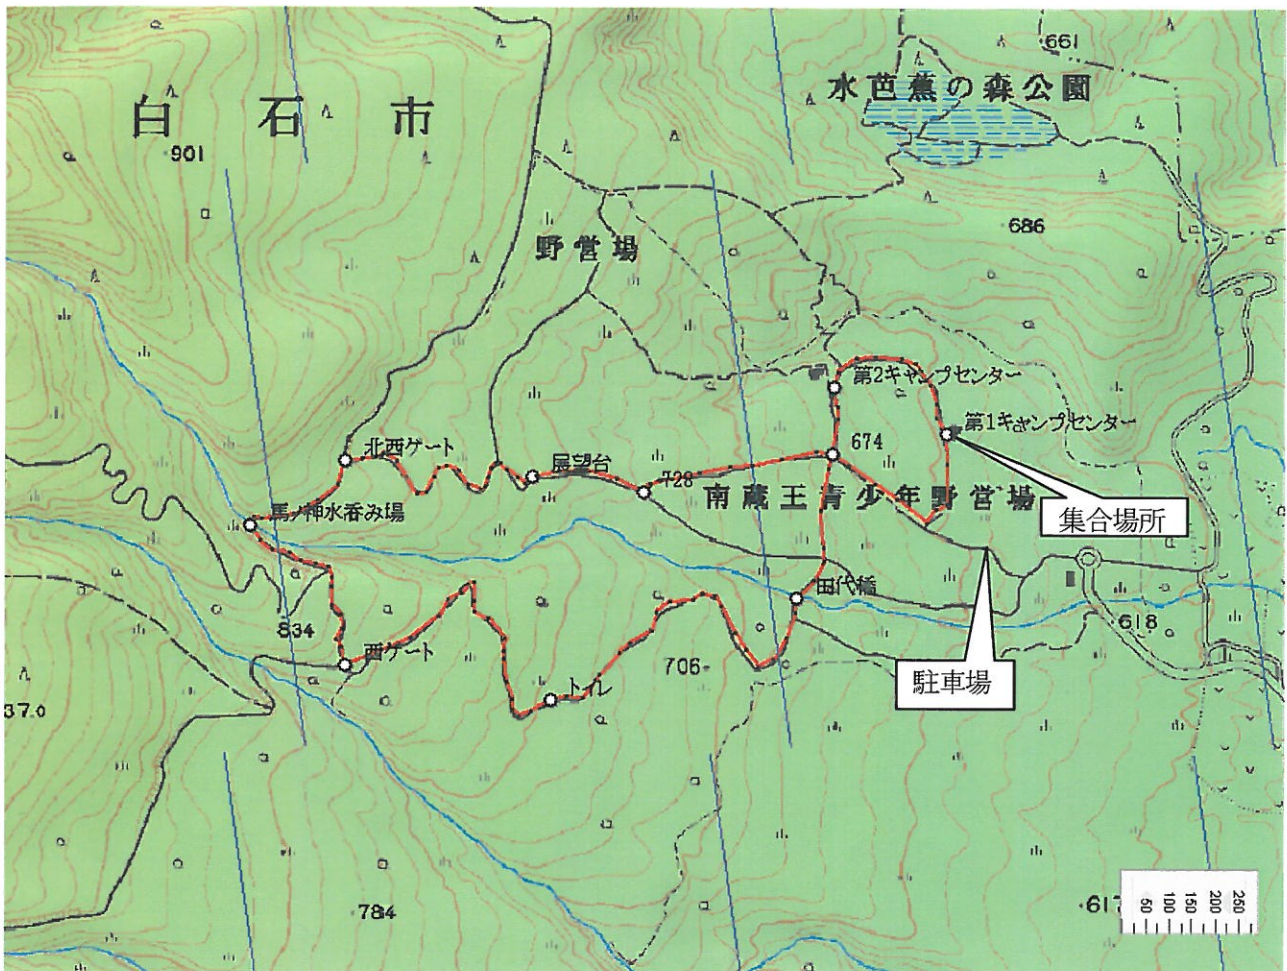 661
水芭蕉の森公園
白石市
901
686
野営場
第2キャンプセンター
第1キャンプセンター
674
北西ゲート
展望台
728
南蔵王青少年野営場
集合場所
馬ノ神水呑み場
田代橋
834
618
西ゲート
706
駐車場
トイレ
37.0
784
617
50
100
150
200
250